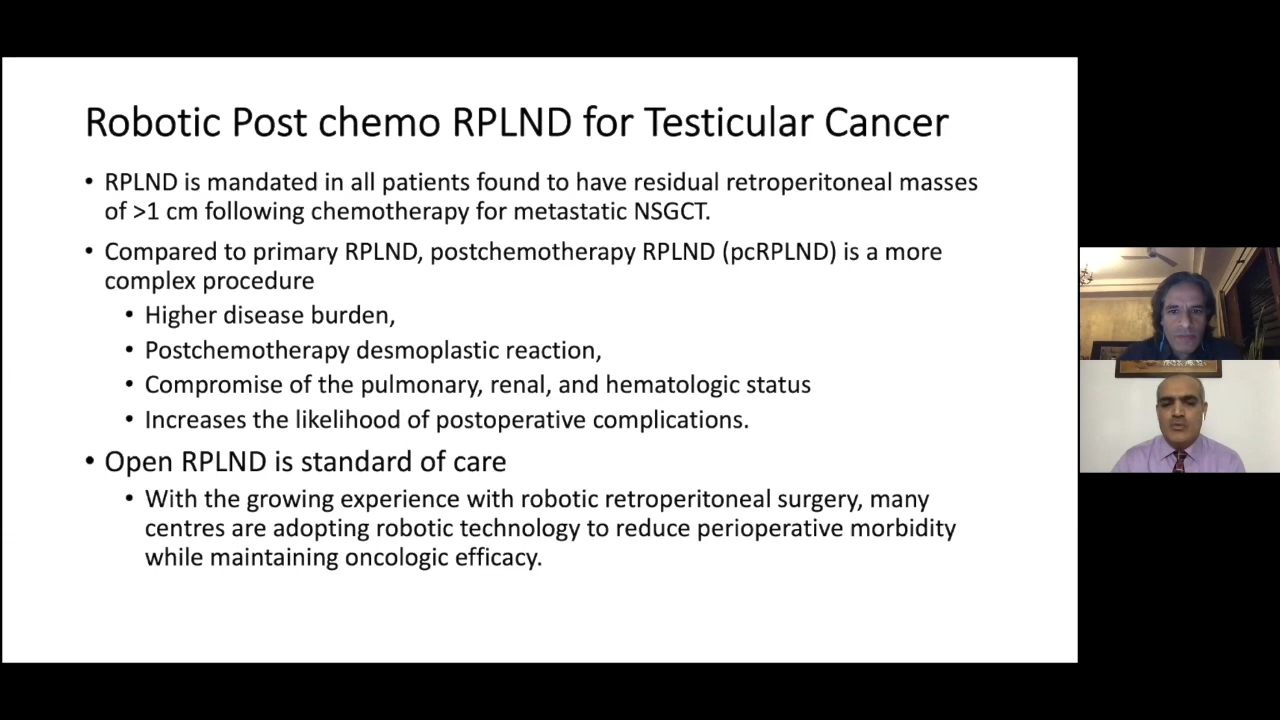 Robotic Post chemo RPLND for Testicular Cancer
• RPLND is mandated in all patients found to have residual retroperitoneal masses
of >1 cm following chemotherapy for metastatic NSGCT.
• Compared to primary RPLND, postchemotherapy RPLND (pcRPLND) is a more
complex procedure
• Higher disease burden,
• Postchemotherapy desmoplastic reaction,
• Compromise of the pulmonary, renal, and hematologic status
• Increases the likelihood of postoperative complications.
• Open RPLND is standard of care
• With the growing experience with robotic retroperitoneal surgery, many
centres are adopting robotic technology to reduce perioperative morbidity
while maintaining oncologic efficacy.